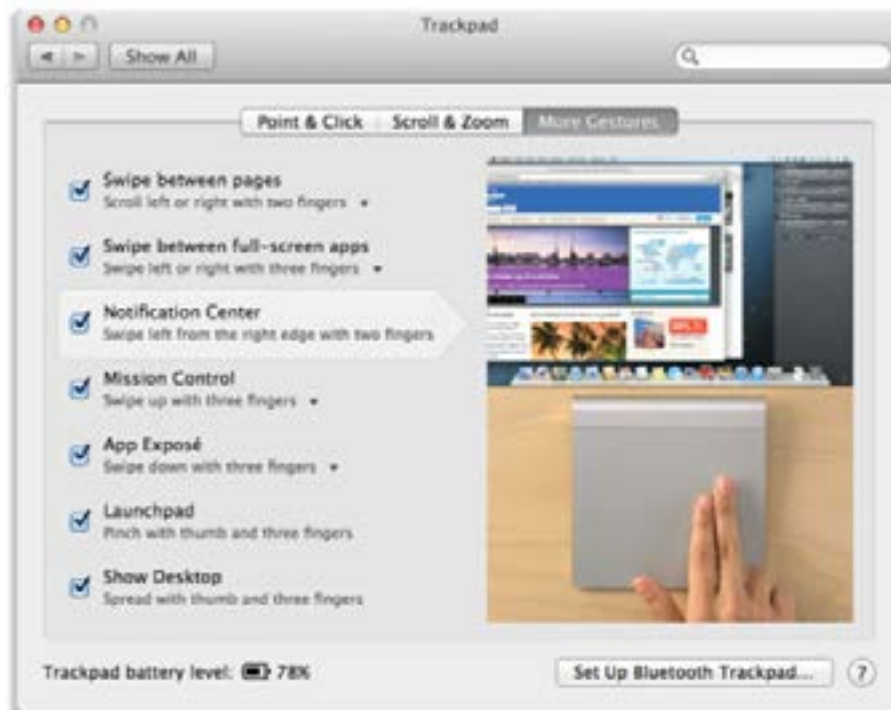 Trackpad
Show All
Point & Click Scroll & Zoom More Gestures
Swipe between pages
Scroll left or right with two fingers
Swipe between full-screen apps
Swipe left or right with three fingers
Notification Center
Swipe left from the right edge with two fingers
Mission Control
Swipe up with three fingers
App Exposé
Swipe down with three fingers
Launchpad
Pinch with thumb and three fingers
Show Desktop
Spread with thumb and three fingers
Trackpad battery level: 78%
Set Up Bluetooth Trackpad...
?